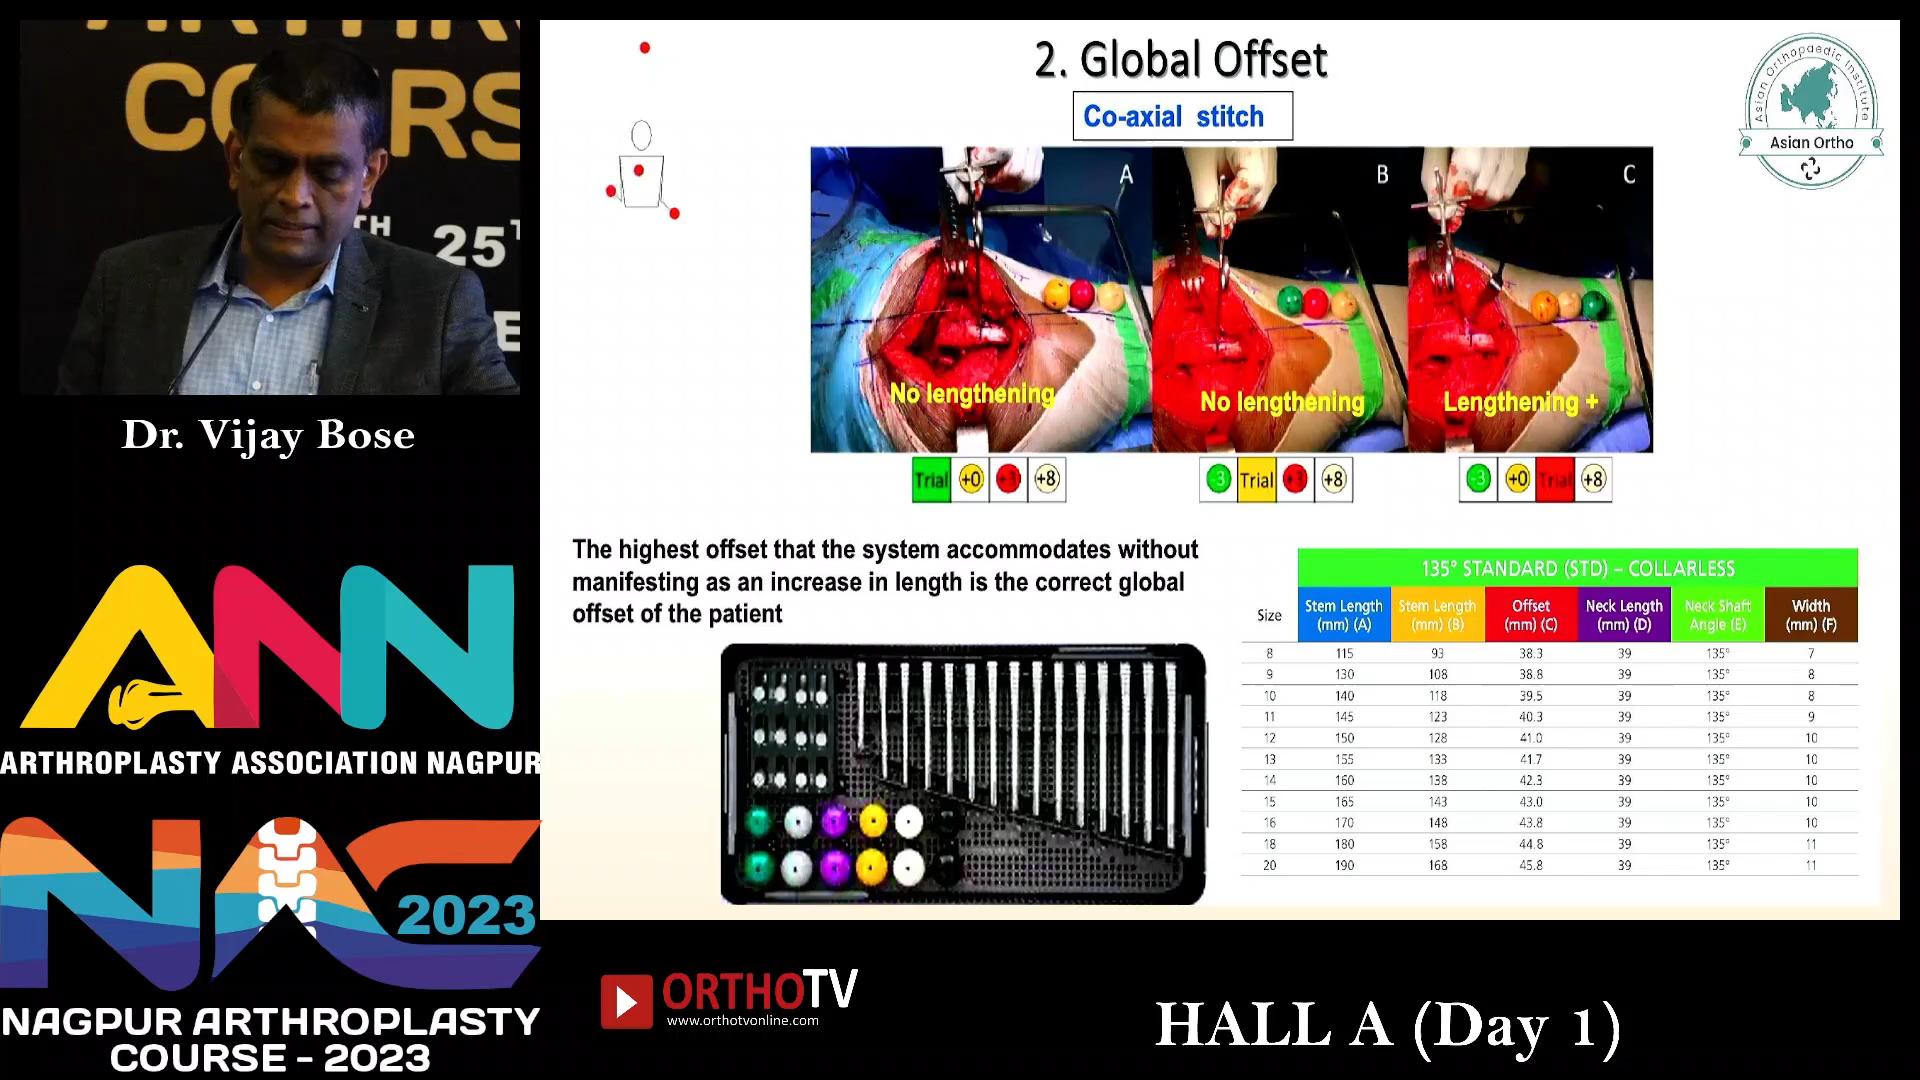 COURS
TH
25T
E
Dr. Vijay Bose
ANN
ARTHROPLASTY ASSOCIATION NAGPUR
NAC
2023
NAGPUR ARTHROPLASTY
COURSE - 2023
2. Global Offset
Co-axial stitch
Asian Orthopaedic Institute
Asian Ortho
A
B
C
No lengthening
No lengthening
Lengthening +
Trial +0 +3 +8
-3 Trial +3 +8
-3 +0 Trial +8
The highest offset that the system accommodates without
manifesting as an increase in length is the correct global
offset of the patient
135° STANDARD (STD) – COLLARLESS
Size Stem Length (mm) (A) Stem Length (mm) (B) Offset (mm) (C) Neck Length (mm) (D) Neck Shaft Angle (E) Width (mm) (F)
8 115 93 38.3 39 135° 7
9 130 108 38.8 39 135° 8
10 140 118 39.5 39 135° 8
11 145 123 40.3 39 135° 9
12 150 128 41.0 39 135° 10
13 155 133 41.7 39 135° 10
14 160 138 42.3 39 135° 10
15 165 143 43.0 39 135° 10
16 170 148 43.8 39 135° 10
18 180 158 44.8 39 135° 11
20 190 168 45.8 39 135° 11
ORTHOTV
www.orthotvonline.com
HALL A (Day 1)